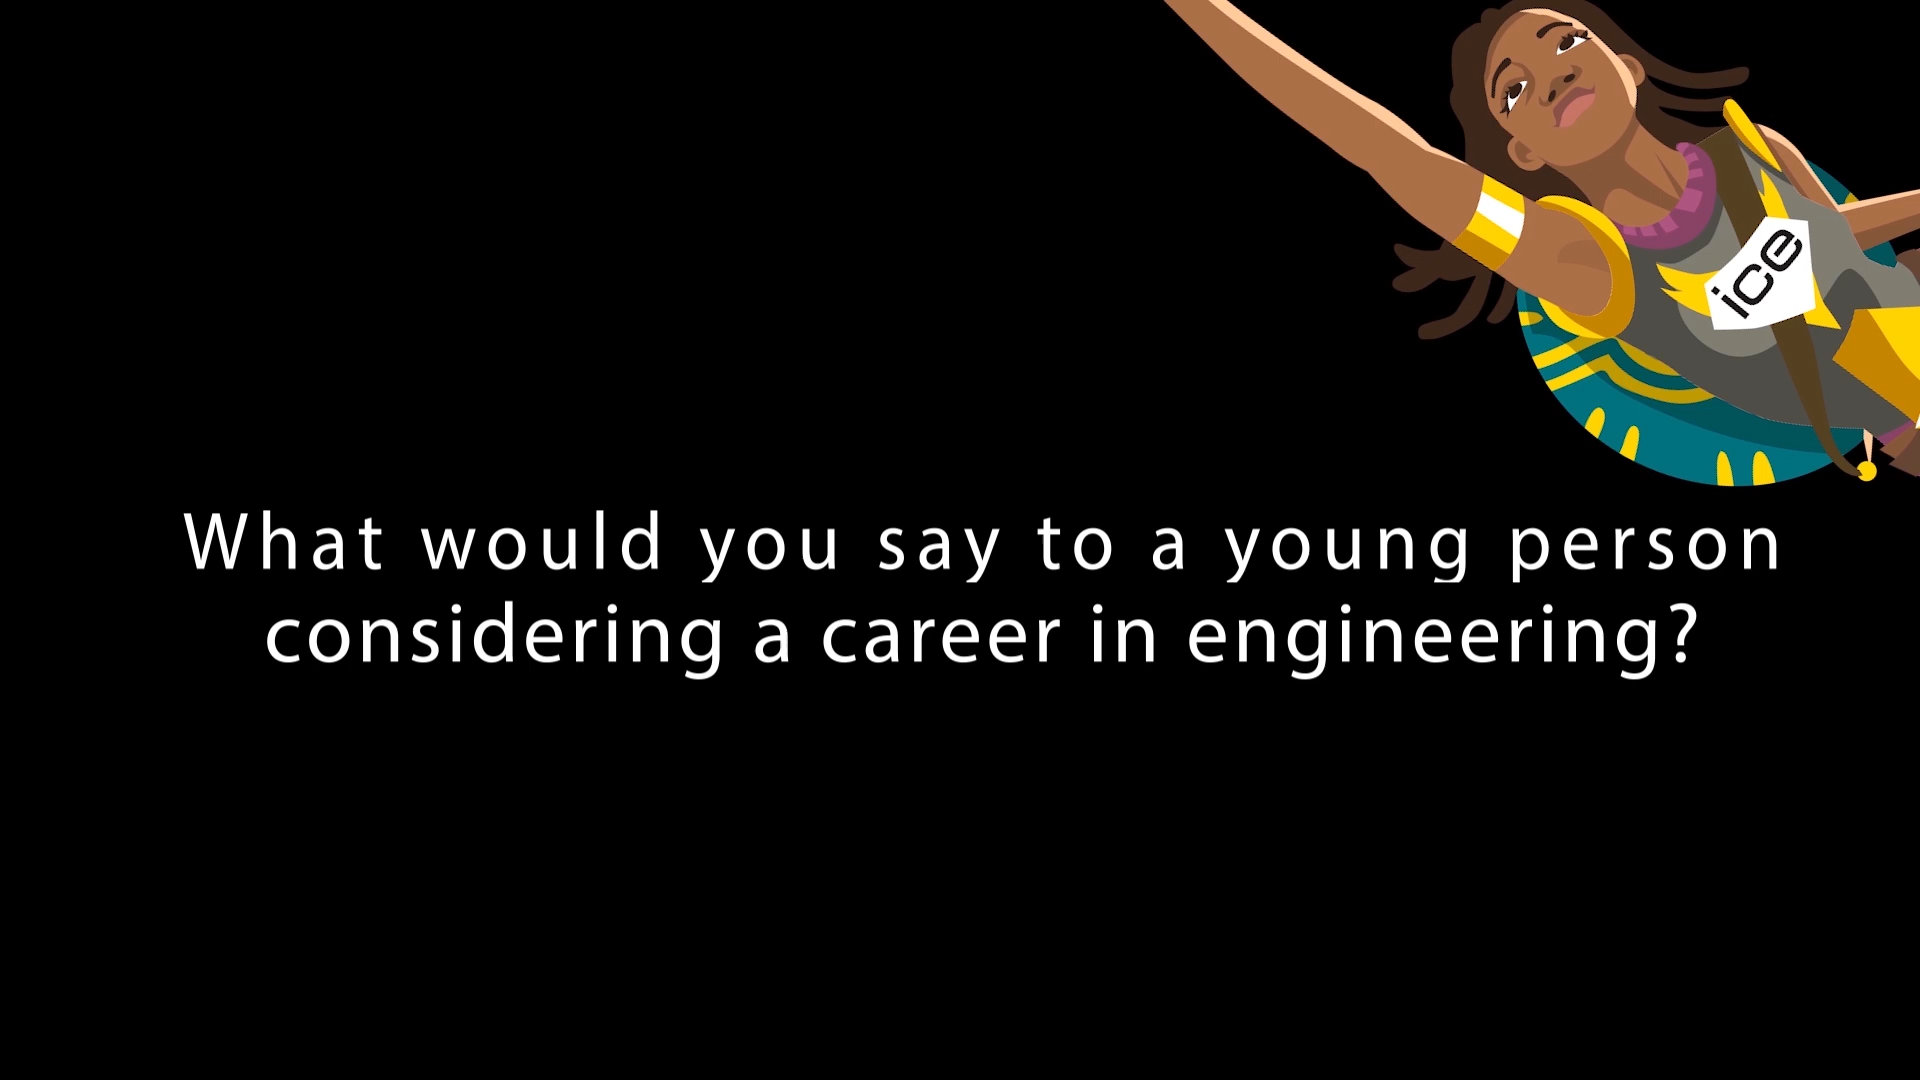 ice
What would you say to a young person
considering a career in engineering?